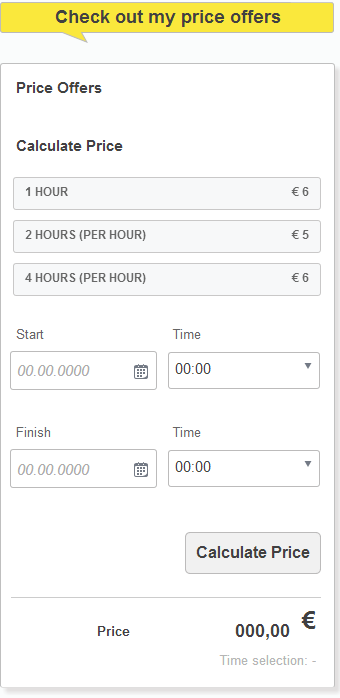 Check out my price offers
Price Offers
Calculate Price
1 HOUR € 6
2 HOURS (PER HOUR) € 5
4 HOURS (PER HOUR) € 6
Start Time
00.00.0000 00:00
Finish Time
00.00.0000 00:00
Calculate Price
Price 000,00 €
Time selection: -